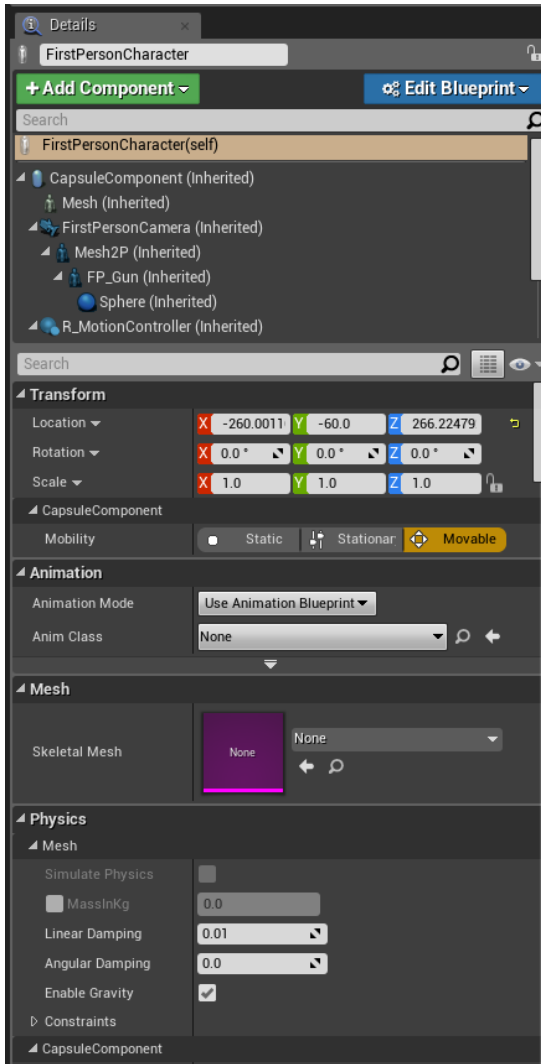 Details
FirstPersonCharacter
+Add Component
Edit Blueprint
Search
FirstPersonCharacter(self)
CapsuleComponent (Inherited)
Mesh (Inherited)
FirstPersonCamera (Inherited)
Mesh2P (Inherited)
FP_Gun (Inherited)
Sphere (Inherited)
R_MotionController (Inherited)
Search
Transform
Location X -260.0011 Y -60.0 Z 266.22479
Rotation X 0.0 ° Y 0.0 ° Z 0.0 °
Scale X 1.0 Y 1.0 Z 1.0
CapsuleComponent
Mobility Static Stationar Movable
Animation
Animation Mode Use Animation Blueprint
Anim Class None
Mesh
Skeletal Mesh None None
Physics
Mesh
Simulate Physics
MassInKg 0.0
Linear Damping 0.01
Angular Damping 0.0
Enable Gravity
Constraints
CapsuleComponent